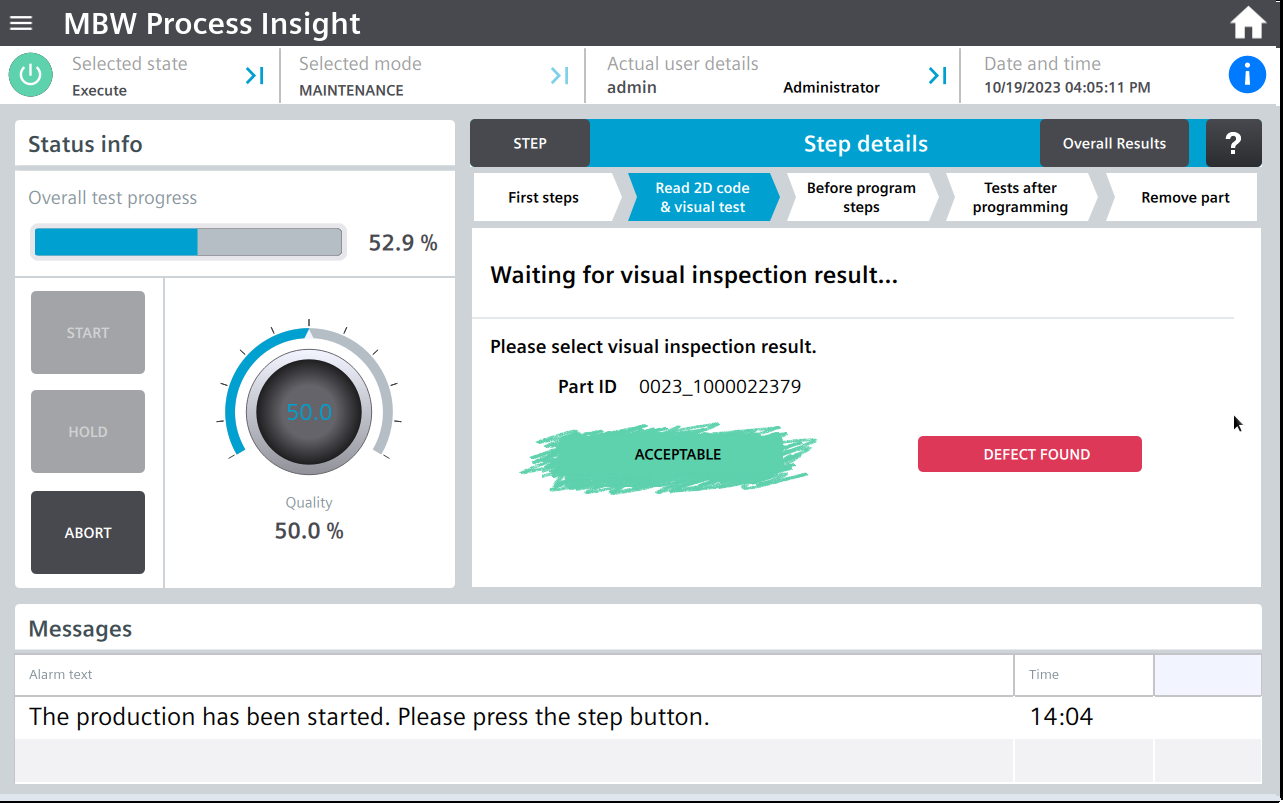 MBW Process Insight
Selected state
Execute
Selected mode
MAINTENANCE
Actual user details
admin
Administrator
Date and time
10/19/2023 04:05:11 PM
Status info
Overall test progress
52.9 %
START
HOLD
ABORT
50.0
Quality
50.0 %
STEP
Step details
Overall Results
?
First steps
Read 2D code
& visual test
Before program
steps
Tests after
programming
Remove part
Waiting for visual inspection result...
Please select visual inspection result.
Part ID 0023_1000022379
ACCEPTABLE
DEFECT FOUND
Messages
Alarm text
Time
The production has been started. Please press the step button.
14:04